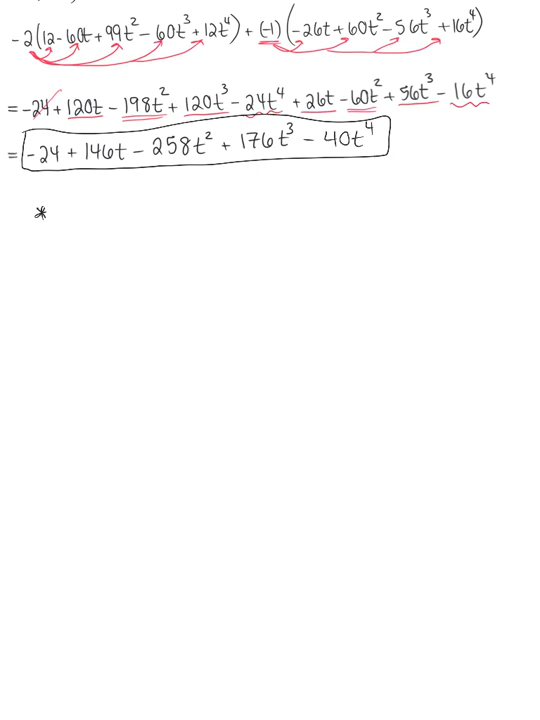 -2(12-60t+99t²-60t³+12t⁴) + (-1)(-26t+60t²-56t³+16t⁴)
= -24+120t-198t²+120t³-24t⁴+26t-60t²+56t³-16t⁴
= -24+146t-258t²+176t³-40t⁴
*